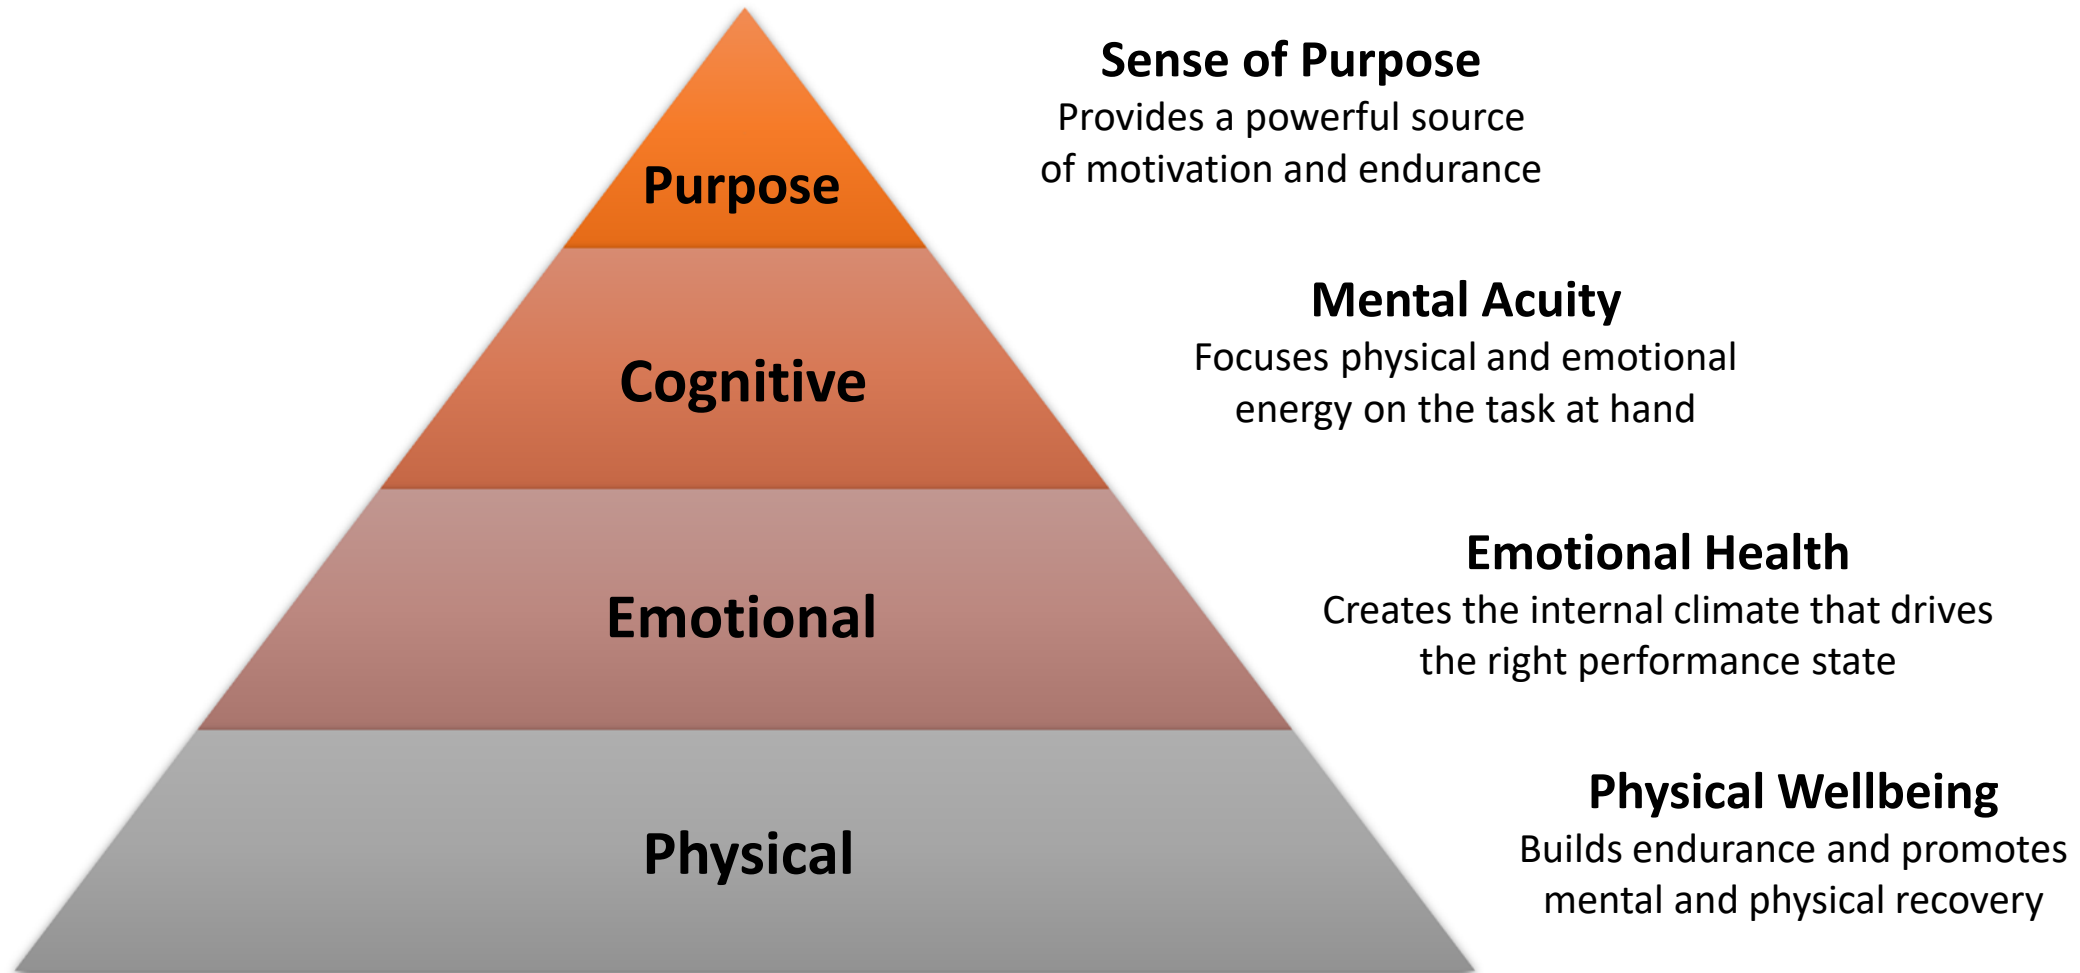 Purpose
Sense of Purpose
Provides a powerful source
of motivation and endurance
Cognitive
Mental Acuity
Focuses physical and emotional
energy on the task at hand
Emotional
Emotional Health
Creates the internal climate that drives
the right performance state
Physical
Physical Wellbeing
Builds endurance and promotes
mental and physical recovery